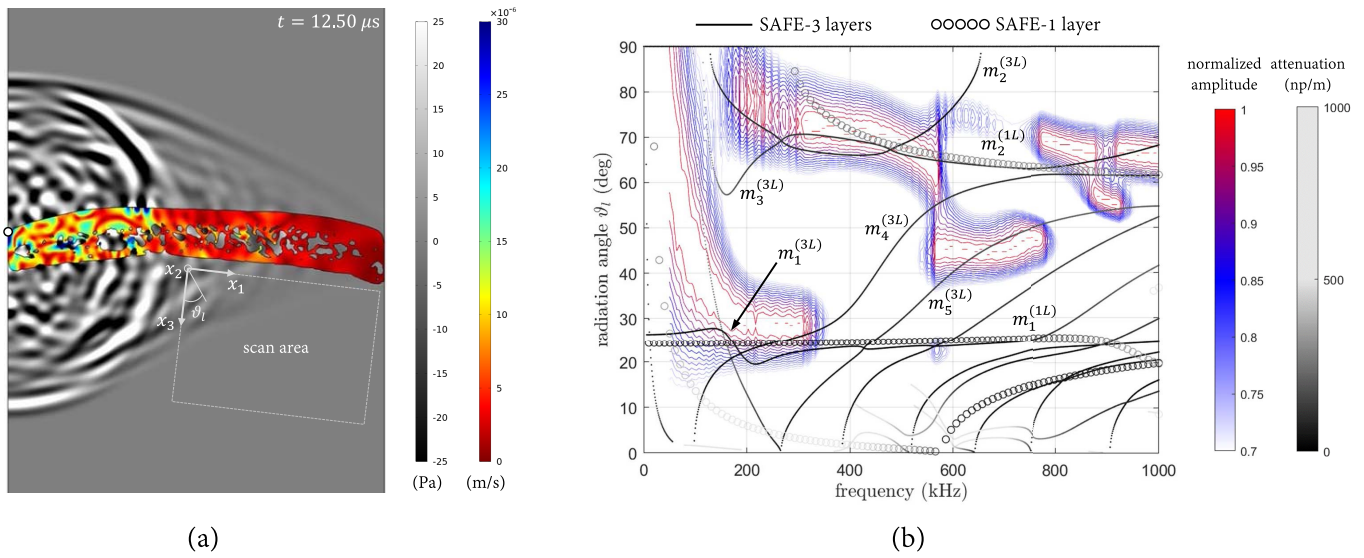 t = 12.50 μs
x₂
x₁
x₃
ϑₗ
scan area
25
20
15
10
5
0
-5
-10
-15
-20
-25
(Pa)
×10⁻⁶
30
25
20
15
10
5
0
(m/s)
(a)
SAFE-3 layers
SAFE-1 layer
radiation angle ϑₗ (deg)
90
80
70
60
50
40
30
20
10
0
0
200
400
600
800
1000
frequency (kHz)
m₂⁽³ᴸ⁾
m₂⁽¹ᴸ⁾
m₃⁽³ᴸ⁾
m₄⁽³ᴸ⁾
m₁⁽³ᴸ⁾
m₅⁽³ᴸ⁾
m₁⁽¹ᴸ⁾
normalized
amplitude
1
0.95
0.9
0.85
0.8
0.75
0.7
attenuation
(np/m)
1000
500
0
(b)